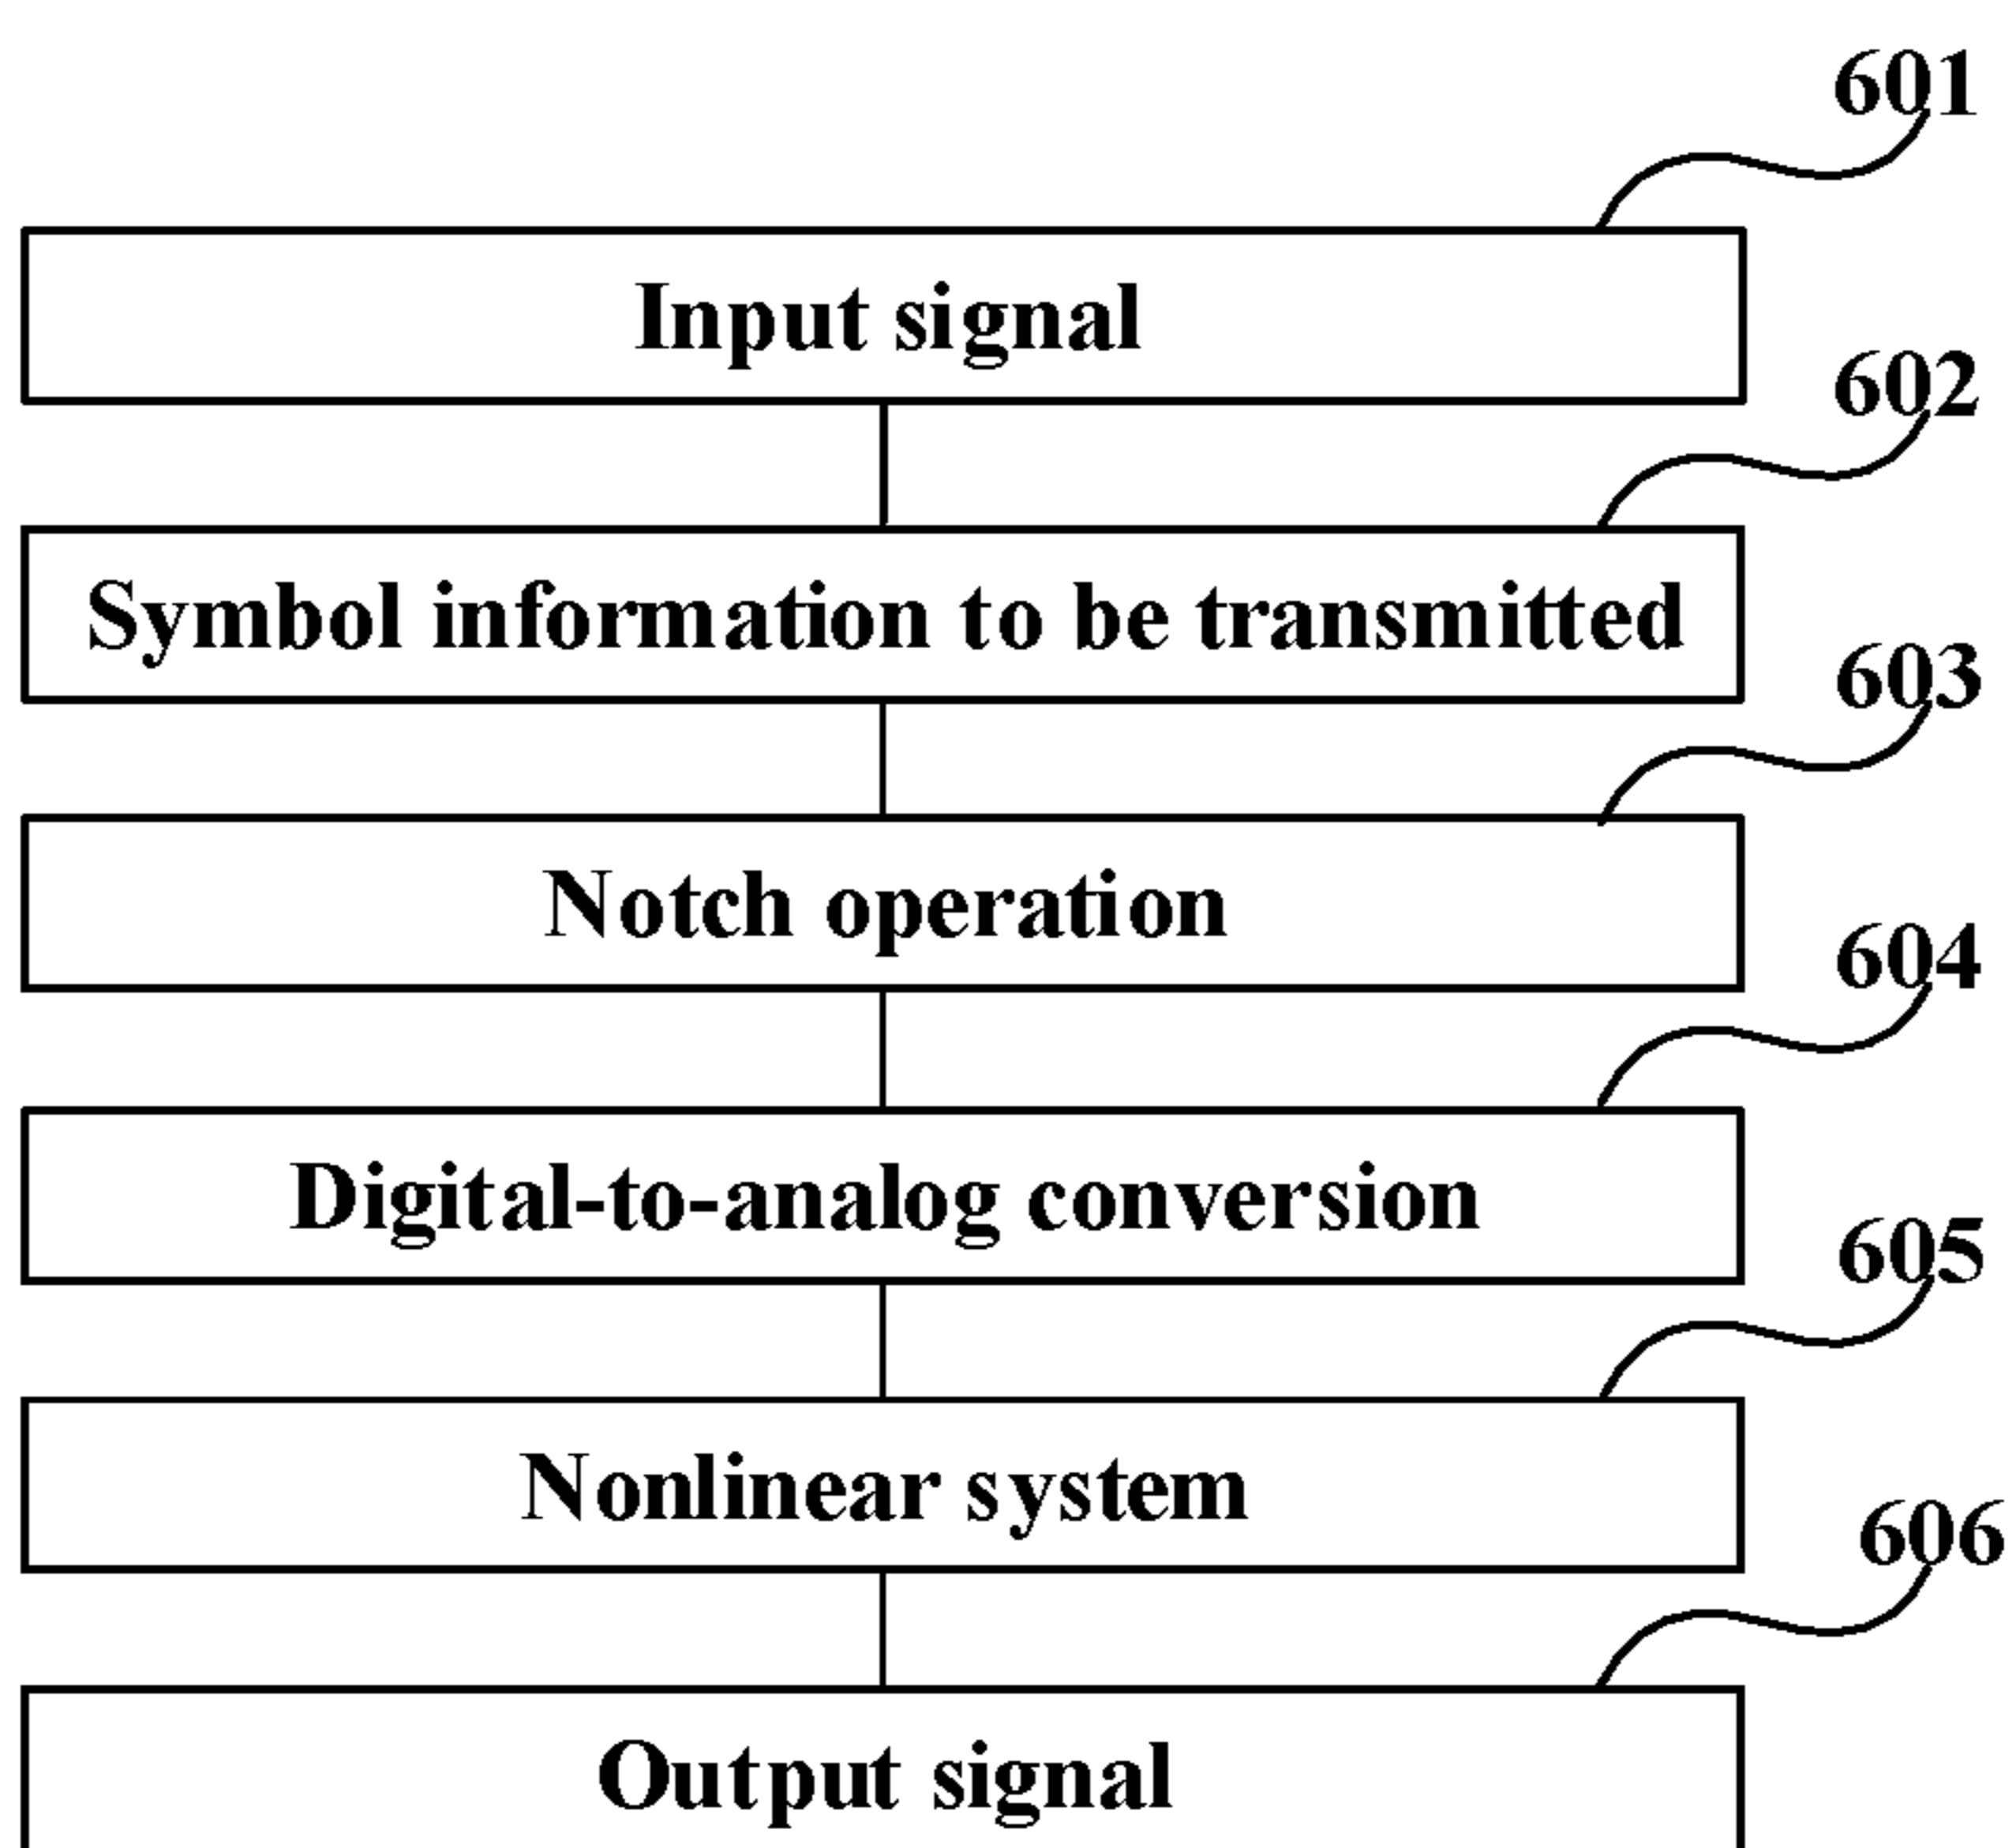 601
Input signal
602
Symbol information to be transmitted
603
Notch operation
604
Digital-to-analog conversion
605
Nonlinear system
606
Output signal